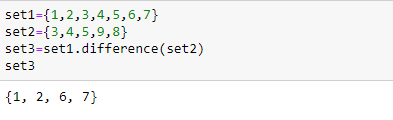 set1={1,2,3,4,5,6,7}
set2={3,4,5,9,8}
set3=set1.difference(set2)
set3
{1, 2, 6, 7}